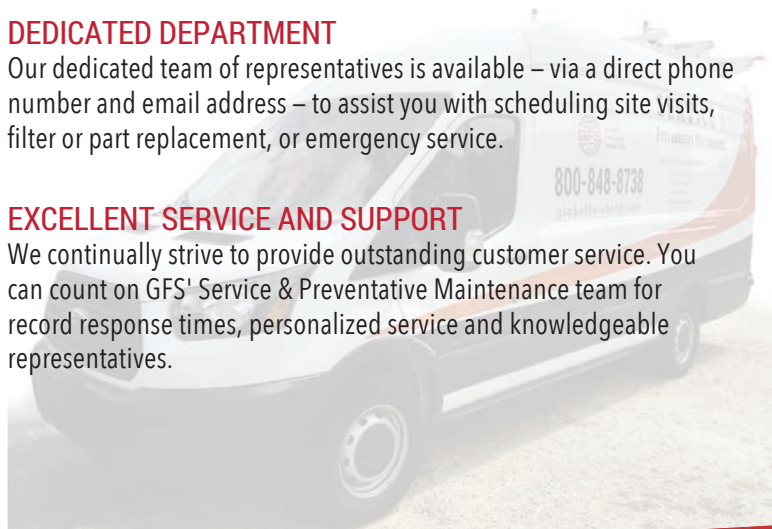 DEDICATED DEPARTMENT
Our dedicated team of representatives is available – via a direct phone
number and email address – to assist you with scheduling site visits,
filter or part replacement, or emergency service.
EXCELLENT SERVICE AND SUPPORT
We continually strive to provide outstanding customer service. You
can count on GFS' Service & Preventative Maintenance team for
record response times, personalized service and knowledgeable
representatives.
GFS
800-848-8738